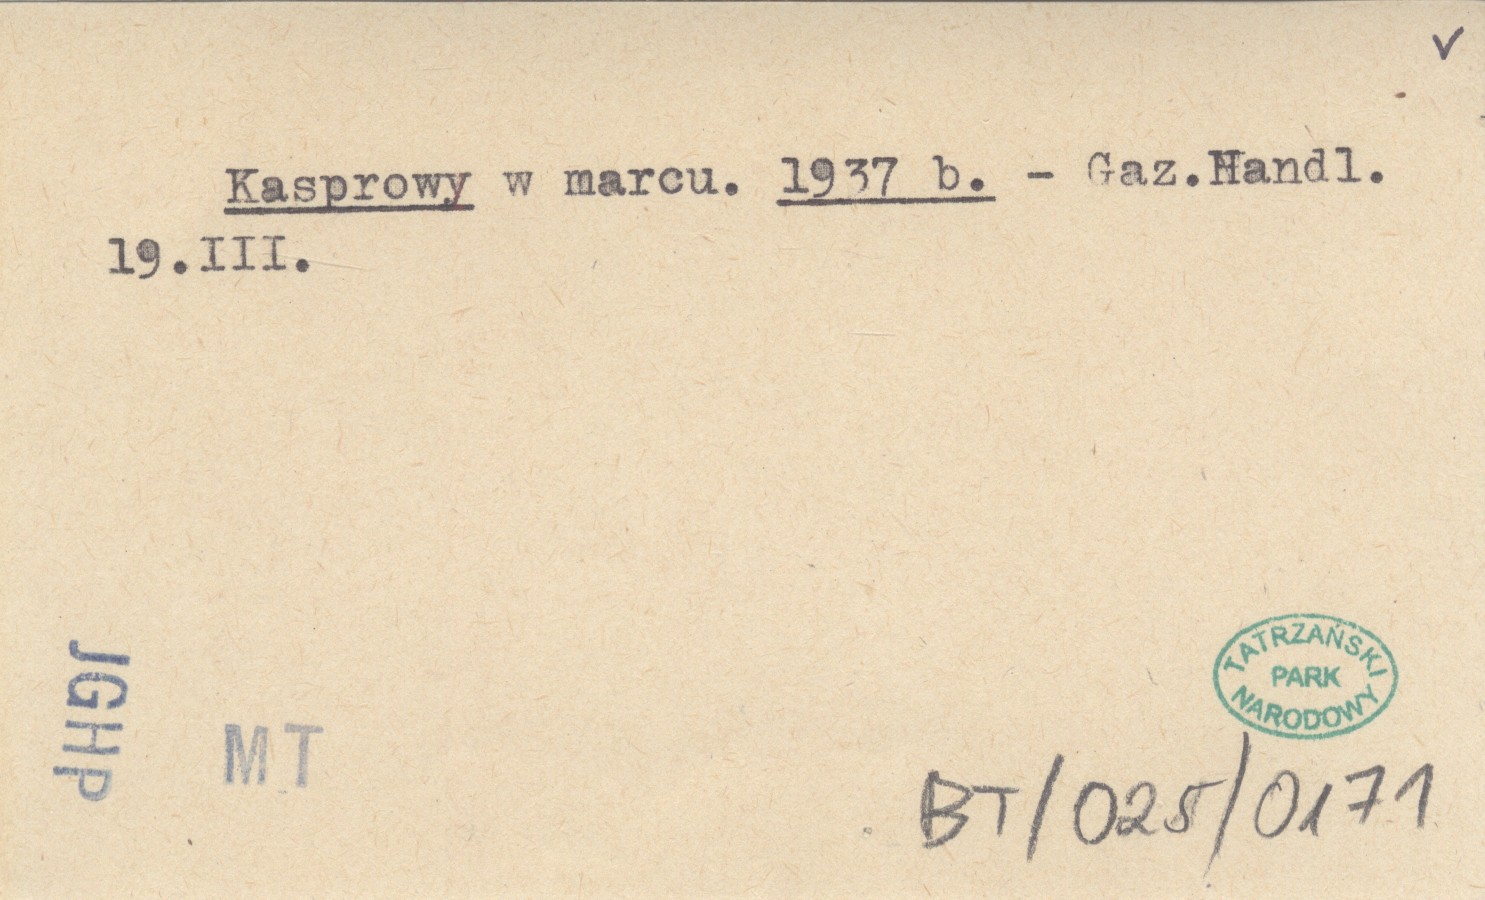 Kasprowy w marcu. 1937 b. - Gaz.Handl.
19.III.
JGHP
MT
TATRZAŃSKI
PARK
NARODOWY
BT/025/0171